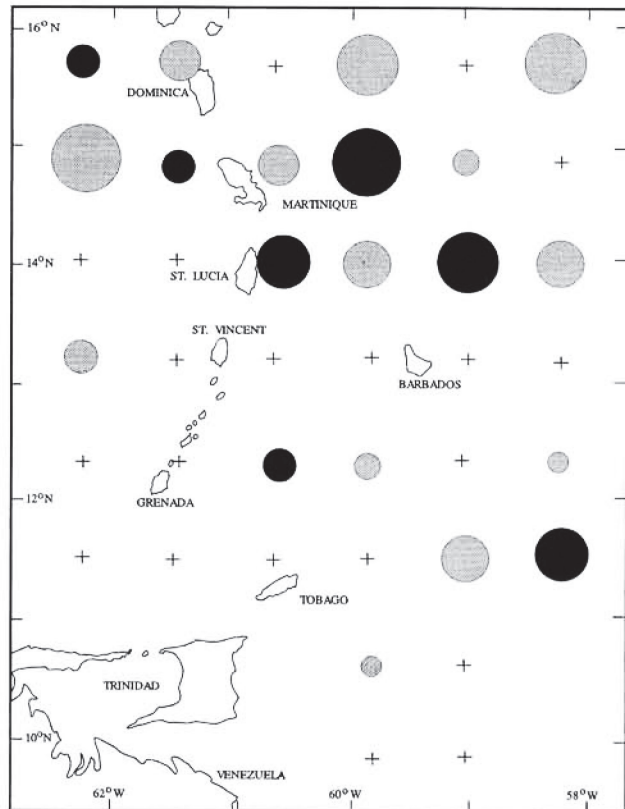 16°N
DOMINICA
MARTINIQUE
14°N
ST. LUCIA
ST. VINCENT
BARBADOS
12°N
GRENADA
TOBAGO
TRINIDAD
10°N
VENEZUELA
62°W
60°W
58°W